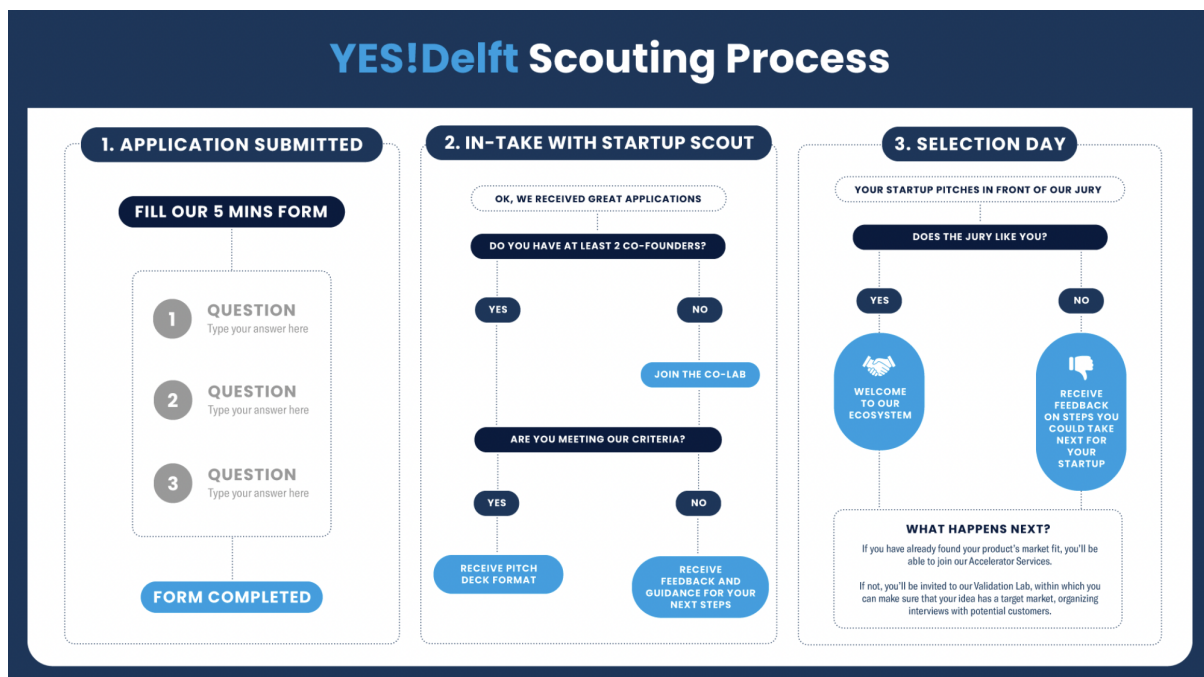 YES!Delft Scouting Process
1. APPLICATION SUBMITTED
FILL OUR 5 MINS FORM
1
QUESTION
Type your answer here
2
QUESTION
Type your answer here
3
QUESTION
Type your answer here
FORM COMPLETED
2. IN-TAKE WITH STARTUP SCOUT
OK, WE RECEIVED GREAT APPLICATIONS
DO YOU HAVE AT LEAST 2 CO-FOUNDERS?
YES
NO
JOIN THE CO-LAB
ARE YOU MEETING OUR CRITERIA?
YES
NO
RECEIVE PITCH
DECK FORMAT
RECEIVE
FEEDBACK AND
GUIDANCE FOR YOUR
NEXT STEPS
3. SELECTION DAY
YOUR STARTUP PITCHES IN FRONT OF OUR JURY
DOES THE JURY LIKE YOU?
YES
NO
WELCOME
TO OUR
ECOSYSTEM
RECEIVE
FEEDBACK
ON STEPS YOU
COULD TAKE
NEXT FOR
YOUR
STARTUP
WHAT HAPPENS NEXT?
If you have already found your product's market fit, you'll be
able to join our Accelerator Services.
If not, you'll be invited to our Validation Lab, within which you
can make sure that your idea has a target market, organizing
interviews with potential customers.